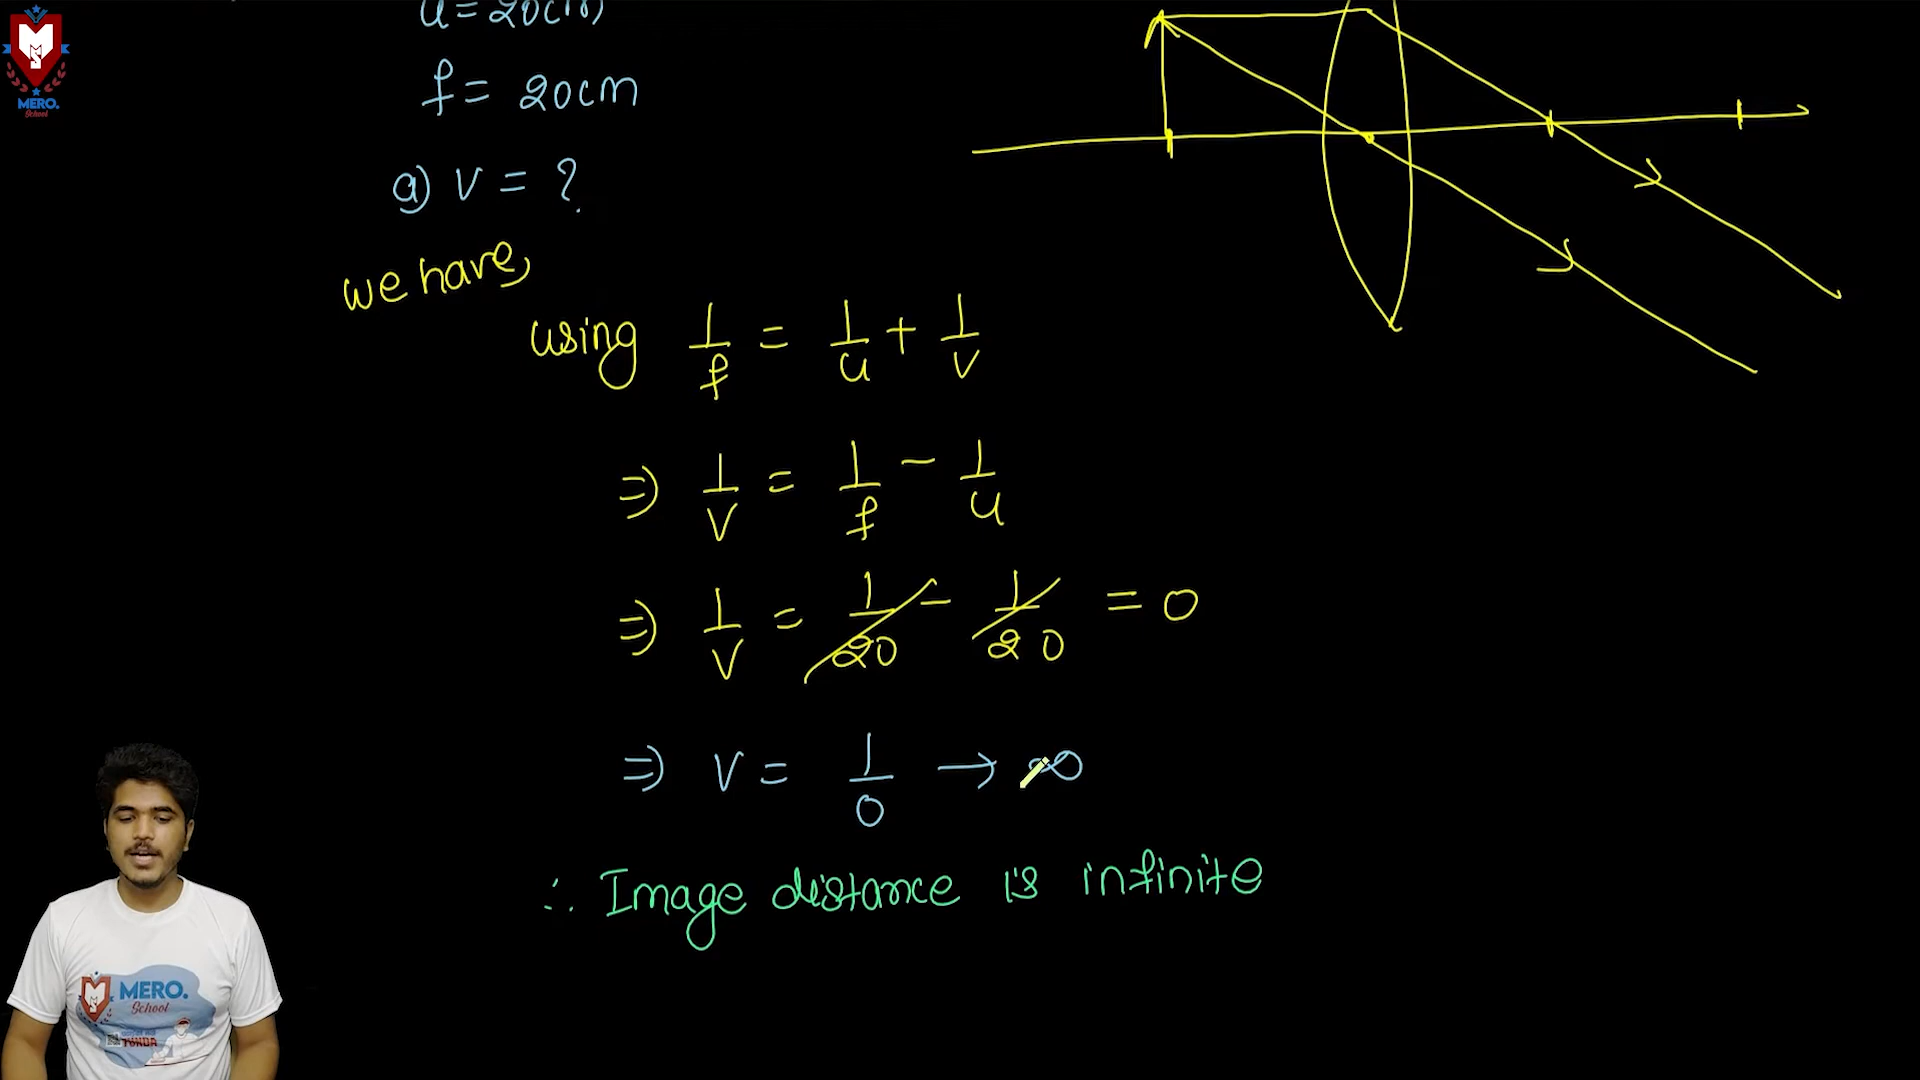 u = 20cm
MERO.
School
f = 20cm
a) v = ?
we have,
using 1/f = 1/u + 1/v
⇒ 1/v = 1/f - 1/u
⇒ 1/v = 1/20 - 1/20 = 0
⇒ v = 1/0 → ∞
∴ Image distance is infinite
MERO.
School
TUNDA